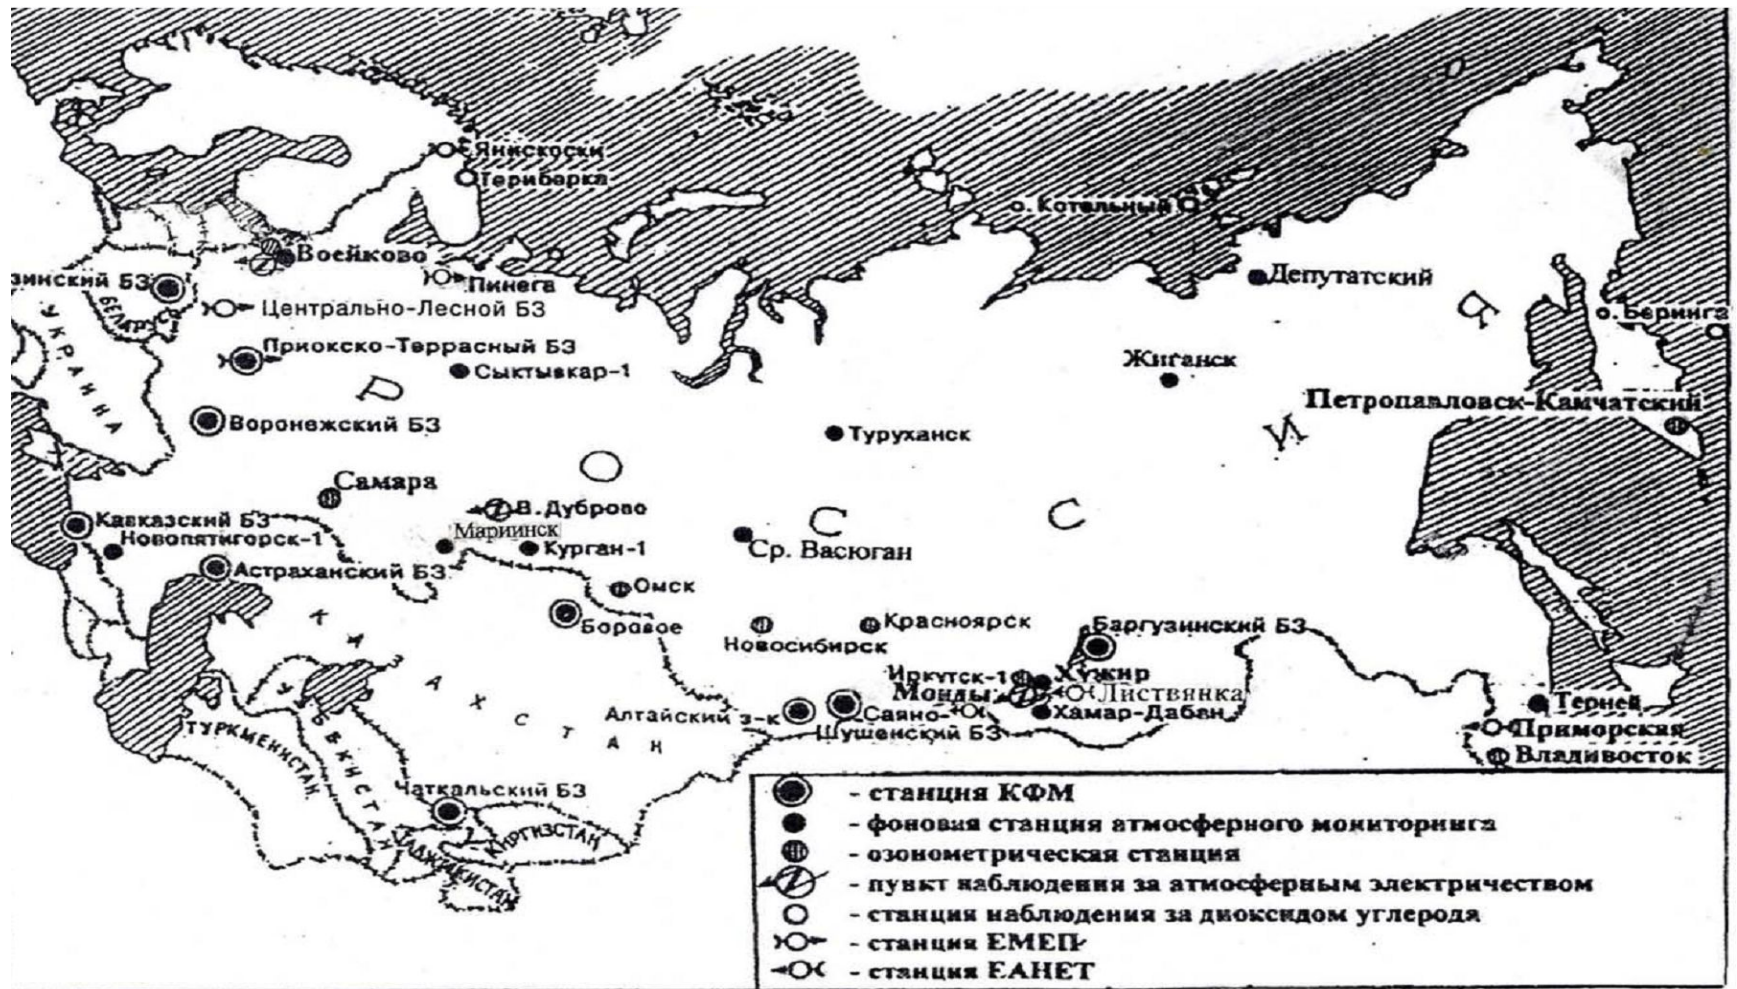 Янискоски
Териберка
о. Котельный
Воейково
Пинега
зинский БЗ
Депутатский
Центрально-Лесной БЗ
БЕЛАРУСЬ
о. Беринга
УКРАИНА
Приокско-Террасный БЗ
Жиганск
Сыктывкар-1
Петропавловск-Камчатский
Воронежский БЗ
Туруханск
Р О С С И Я
Самара
В. Дуброво
Кавказский БЗ
Мариинск
Новопятигорск-1
Курган-1
Ср. Васюган
Астраханский БЗ
Омск
Боровое
Красноярск
Баргузинский БЗ
Новосибирск
Иркутск-1
Хужир
Монды
Листвянка
КАЗАХСТАН
Алтайский з-к
Саяно-
Шушенский БЗ
Хамар-Дабан
Терней
Приморская
Владивосток
ТУРКМЕНИСТАН
УЗБЕКИСТАН
Чаткальский БЗ
КИРГИЗСТАН
ТАДЖИКИСТАН
- станция КФМ
- фоновая станция атмосферного мониторинга
- озонометрическая станция
- пункт наблюдения за атмосферным электричеством
- станция наблюдения за диоксидом углерода
- станция ЕМЕП
- станция ЕАНЕТ